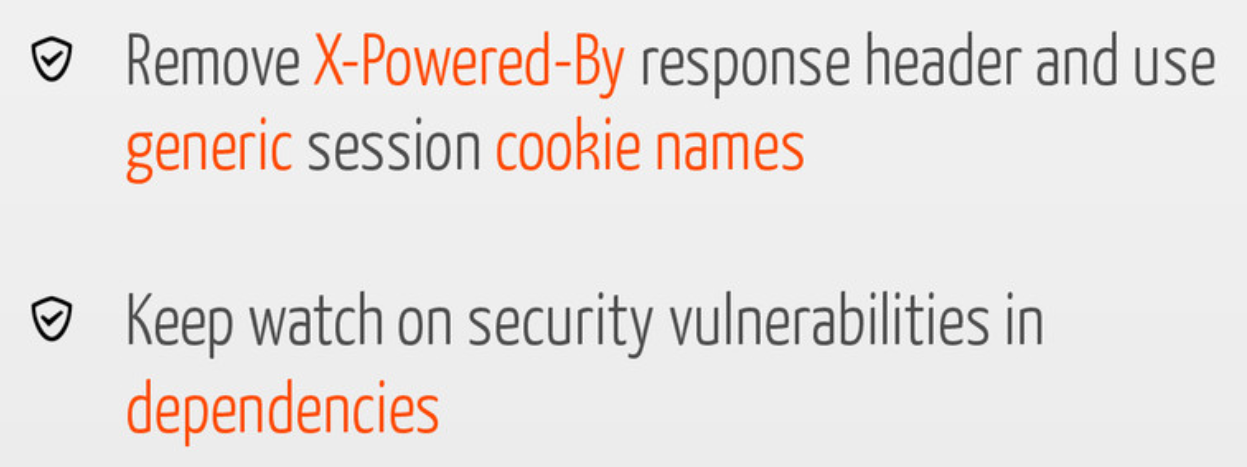 Remove X-Powered-By response header and use
generic session cookie names
Keep watch on security vulnerabilities in
dependencies